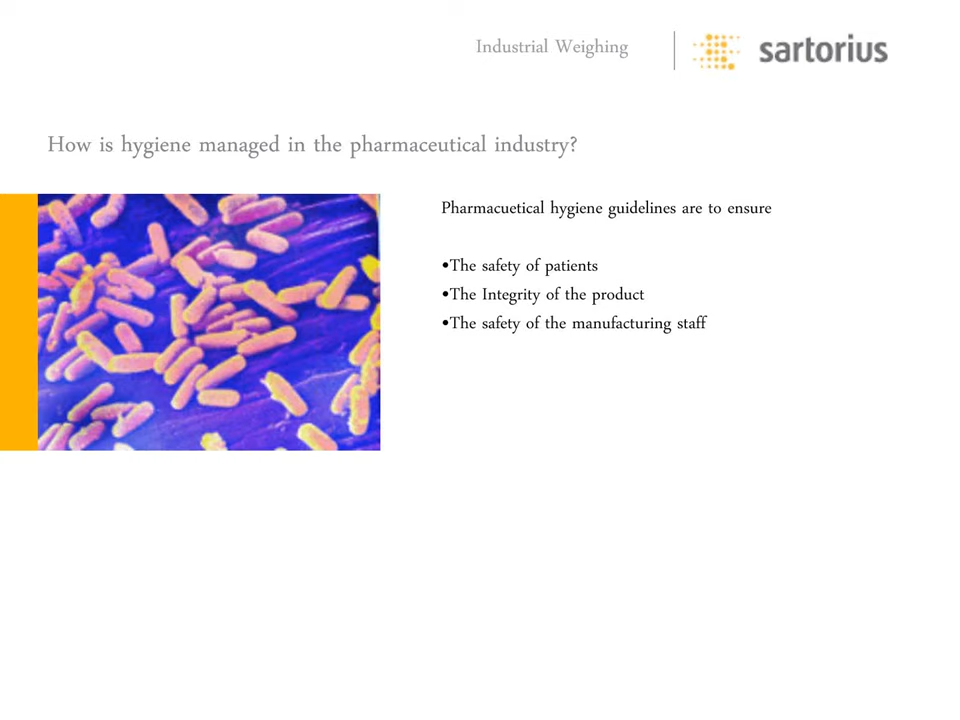 Industrial Weighing
sartorius
How is hygiene managed in the pharmaceutical industry?
Pharmacuetical hygiene guidelines are to ensure
•The safety of patients
•The Integrity of the product
•The safety of the manufacturing staff